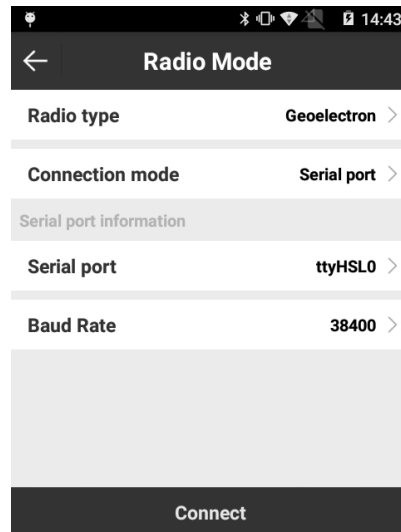 14:43
Radio Mode
Radio type Geoelectron
Connection mode Serial port
Serial port information
Serial port ttyHSL0
Baud Rate 38400
Connect